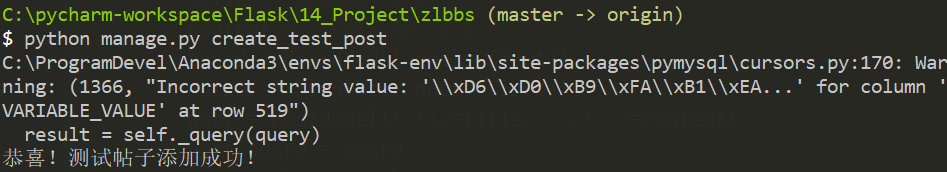 C:\pycharm-workspace\Flask\14_Project\zlbbs (master -> origin)
$ python manage.py create_test_post
C:\ProgramDevel\Anaconda3\envs\flask-env\lib\site-packages\pymysql\cursors.py:170: War
ning: (1366, "Incorrect string value: '\\xD6\\xD0\\xB9\\xFA\\xB1\\xEA...' for column '
VARIABLE_VALUE' at row 519")
  result = self._query(query)
恭喜！测试帖子添加成功！